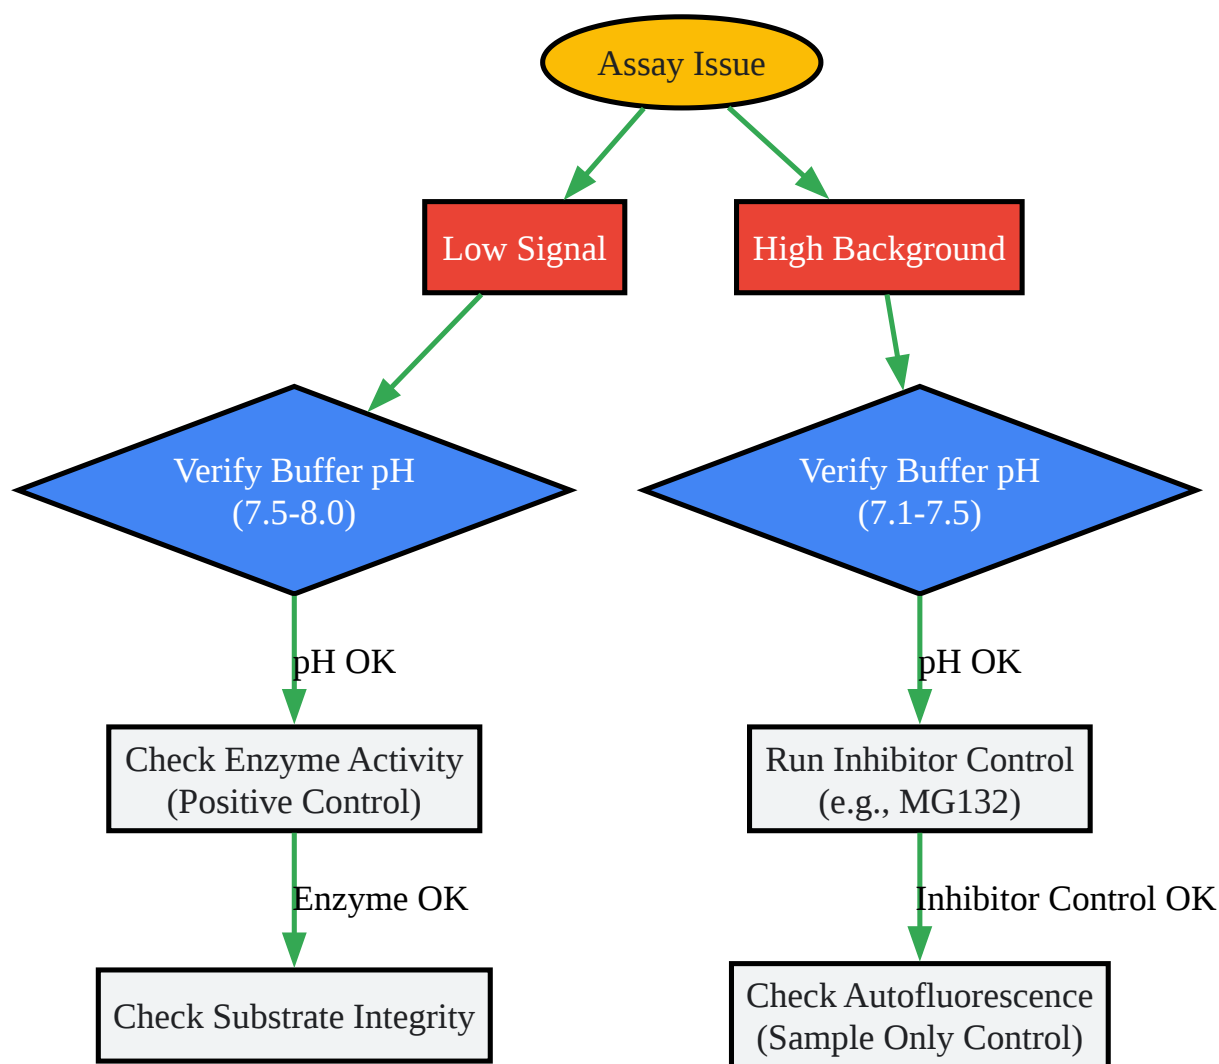 Assay Issue
Low Signal
High Background
Verify Buffer pH
(7.5-8.0)
Verify Buffer pH
(7.1-7.5)
pH OK
pH OK
Check Enzyme Activity
(Positive Control)
Run Inhibitor Control
(e.g., MG132)
Enzyme OK
Inhibitor Control OK
Check Substrate Integrity
Check Autofluorescence
(Sample Only Control)